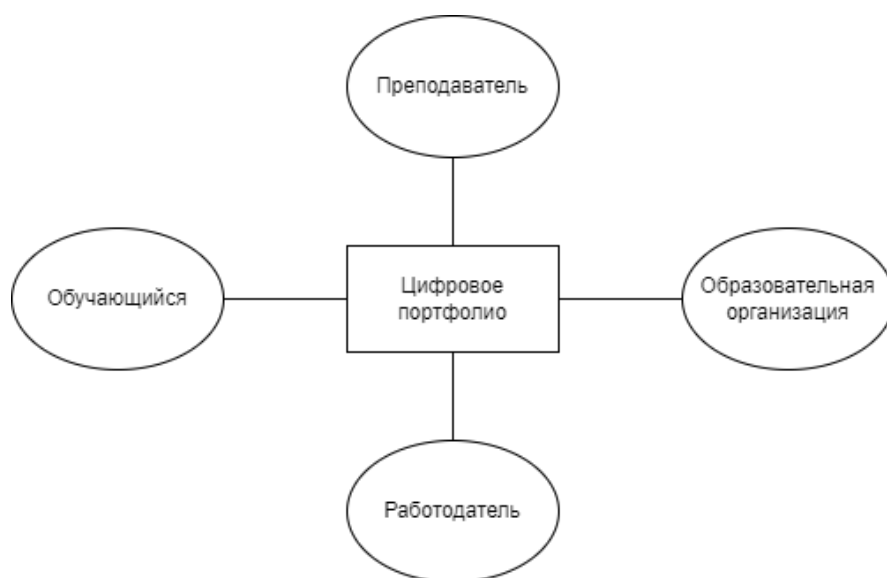 Преподаватель
Обучающийся
Цифровое
портфолио
Образовательная
организация
Работодатель